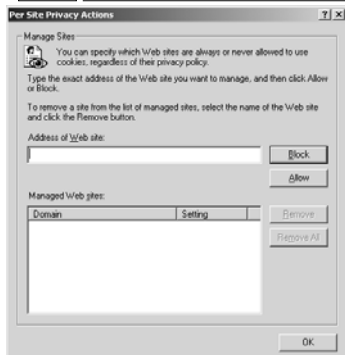 Per Site Privacy Actions
Manage Sites
You can specify which Web sites are always or never allowed to use
cookies, regardless of their privacy policy.
Type the exact address of the Web site you want to manage, and then click Allow
or Block.
To remove a site from the list of managed sites, select the name of the Web site
and click the Remove button.
Address of Web site:
Block
Allow
Managed Web sites:
Domain Setting
Remove
Remove All
OK